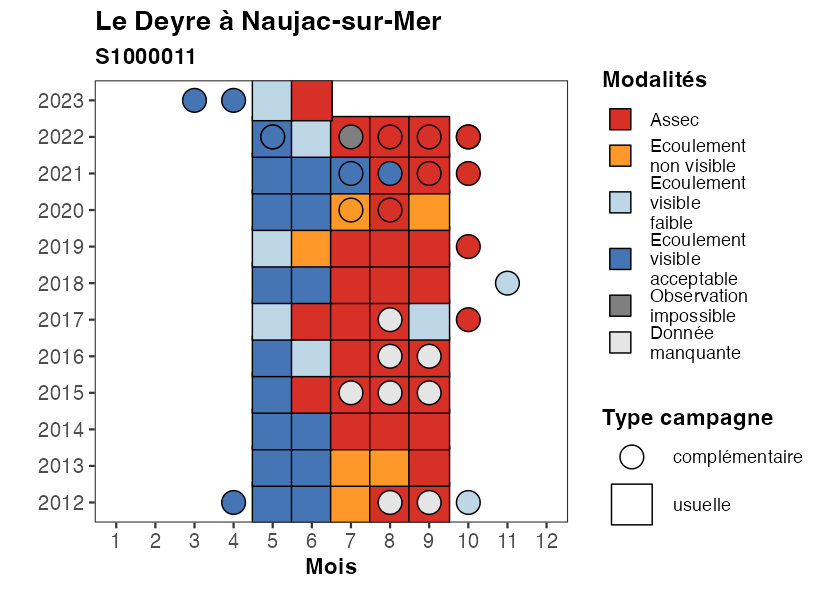 Le Deyre à Naujac-sur-Mer
S1000011
2023
2022
2021
2020
2019
2018
2017
2016
2015
2014
2013
2012
1 2 3 4 5 6 7 8 9 10 11 12
Mois
Modalités
Assec
Ecoulement
non visible
Ecoulement
visible
faible
Ecoulement
visible
acceptable
Observation
impossible
Donnée
manquante
Type campagne
complémentaire
usuelle